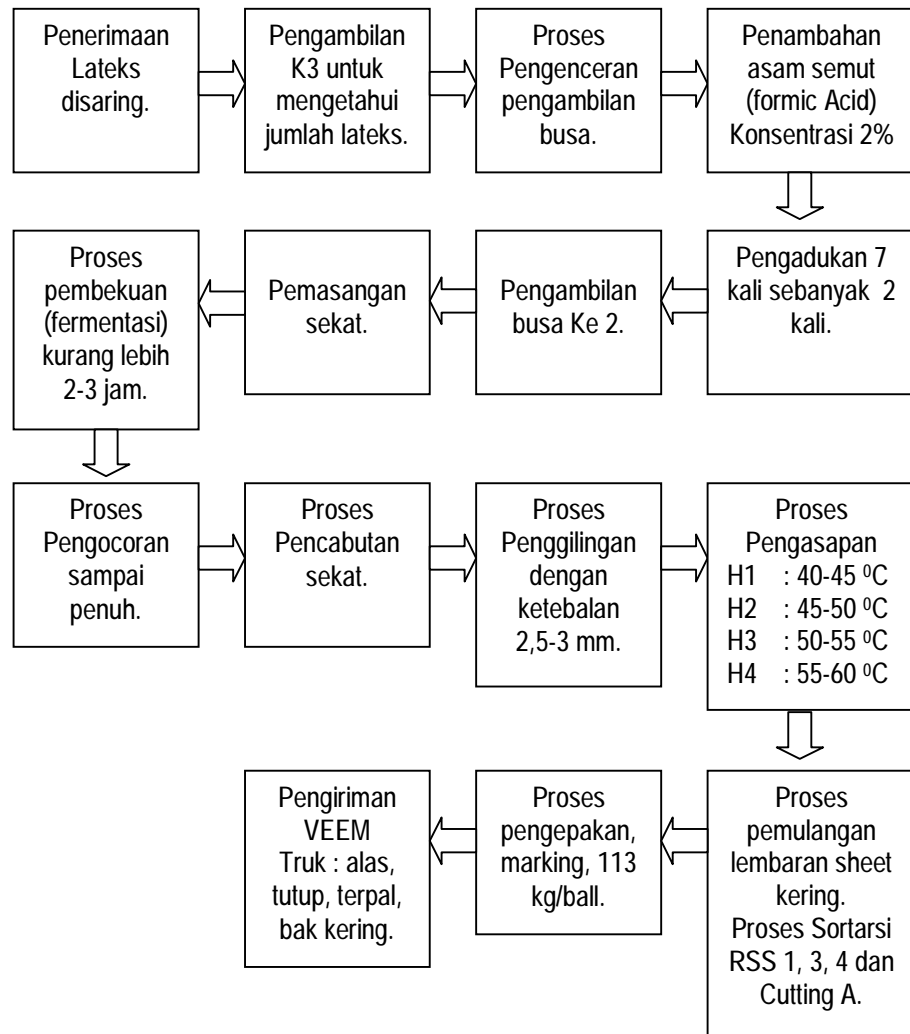 Penerimaan
Lateks
disaring.
Pengambilan
K3 untuk
mengetahui
jumlah lateks.
Proses
Pengenceran
pengambilan
busa.
Penambahan
asam semut
(formic Acid)
Konsentrasi 2%
Pengadukan 7
kali sebanyak 2
kali.
Pengambilan
busa Ke 2.
Pemasangan
sekat.
Proses
pembekuan
(fermentasi)
kurang lebih
2-3 jam.
Proses
Pengocoran
sampai
penuh.
Proses
Pencabutan
sekat.
Proses
Penggilingan
dengan
ketebalan
2,5-3 mm.
Proses
Pengasapan
H1 : 40-45 ⁰C
H2 : 45-50 ⁰C
H3 : 50-55 ⁰C
H4 : 55-60 ⁰C
Proses
pemulangan
lembaran sheet
kering.
Proses Sortarsi
RSS 1, 3, 4 dan
Cutting A.
Proses
pengepakan,
marking, 113
kg/ball.
Pengiriman
VEEM
Truk : alas,
tutup, terpal,
bak kering.